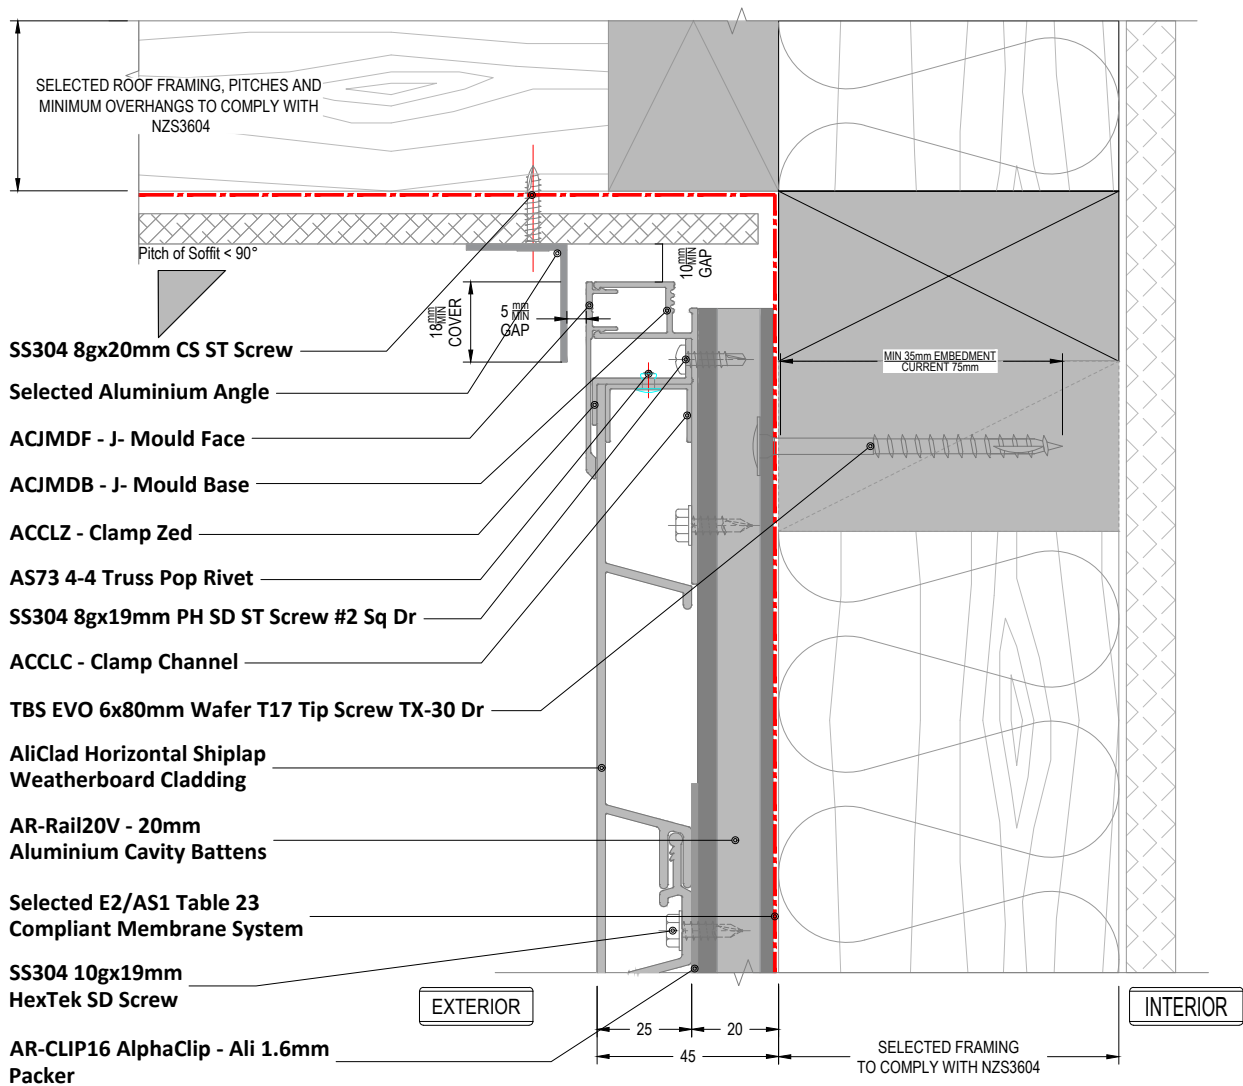 SELECTED ROOF FRAMING, PITCHES AND
MINIMUM OVERHANGS TO COMPLY WITH
NZS3604
Pitch of Soffit < 90°
10mm MIN
GAP
18mm MIN
COVER
5 mm MIN
GAP
MIN 35mm EMBEDMENT
CURRENT 75mm
SS304 8gx20mm CS ST Screw
Selected Aluminium Angle
ACJMDF - J- Mould Face
ACJMDB - J- Mould Base
ACCLZ - Clamp Zed
AS73 4-4 Truss Pop Rivet
SS304 8gx19mm PH SD ST Screw #2 Sq Dr
ACCLC - Clamp Channel
TBS EVO 6x80mm Wafer T17 Tip Screw TX-30 Dr
AliClad Horizontal Shiplap
Weatherboard Cladding
AR-Rail20V - 20mm
Aluminium Cavity Battens
Selected E2/AS1 Table 23
Compliant Membrane System
SS304 10gx19mm
HexTek SD Screw
AR-CLIP16 AlphaClip - Ali 1.6mm
Packer
EXTERIOR
INTERIOR
25
20
45
SELECTED FRAMING
TO COMPLY WITH NZS3604